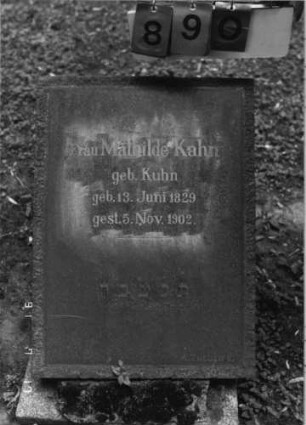 890
Frau Mathilde Kahn
geb. Kuhn
geb. 13. Juni 1829
gest. 5. Nov. 1902.